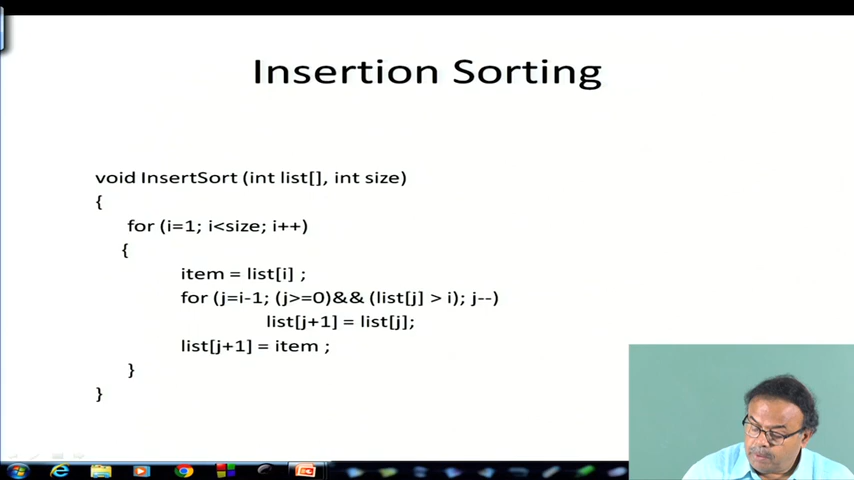 Insertion Sorting
void InsertSort (int list[], int size)
{
for (i=1; i<size; i++)
{
item = list[i] ;
for (j=i-1; (j>=0)&& (list[j] > i); j--)
list[j+1] = list[j];
list[j+1] = item ;
}
}